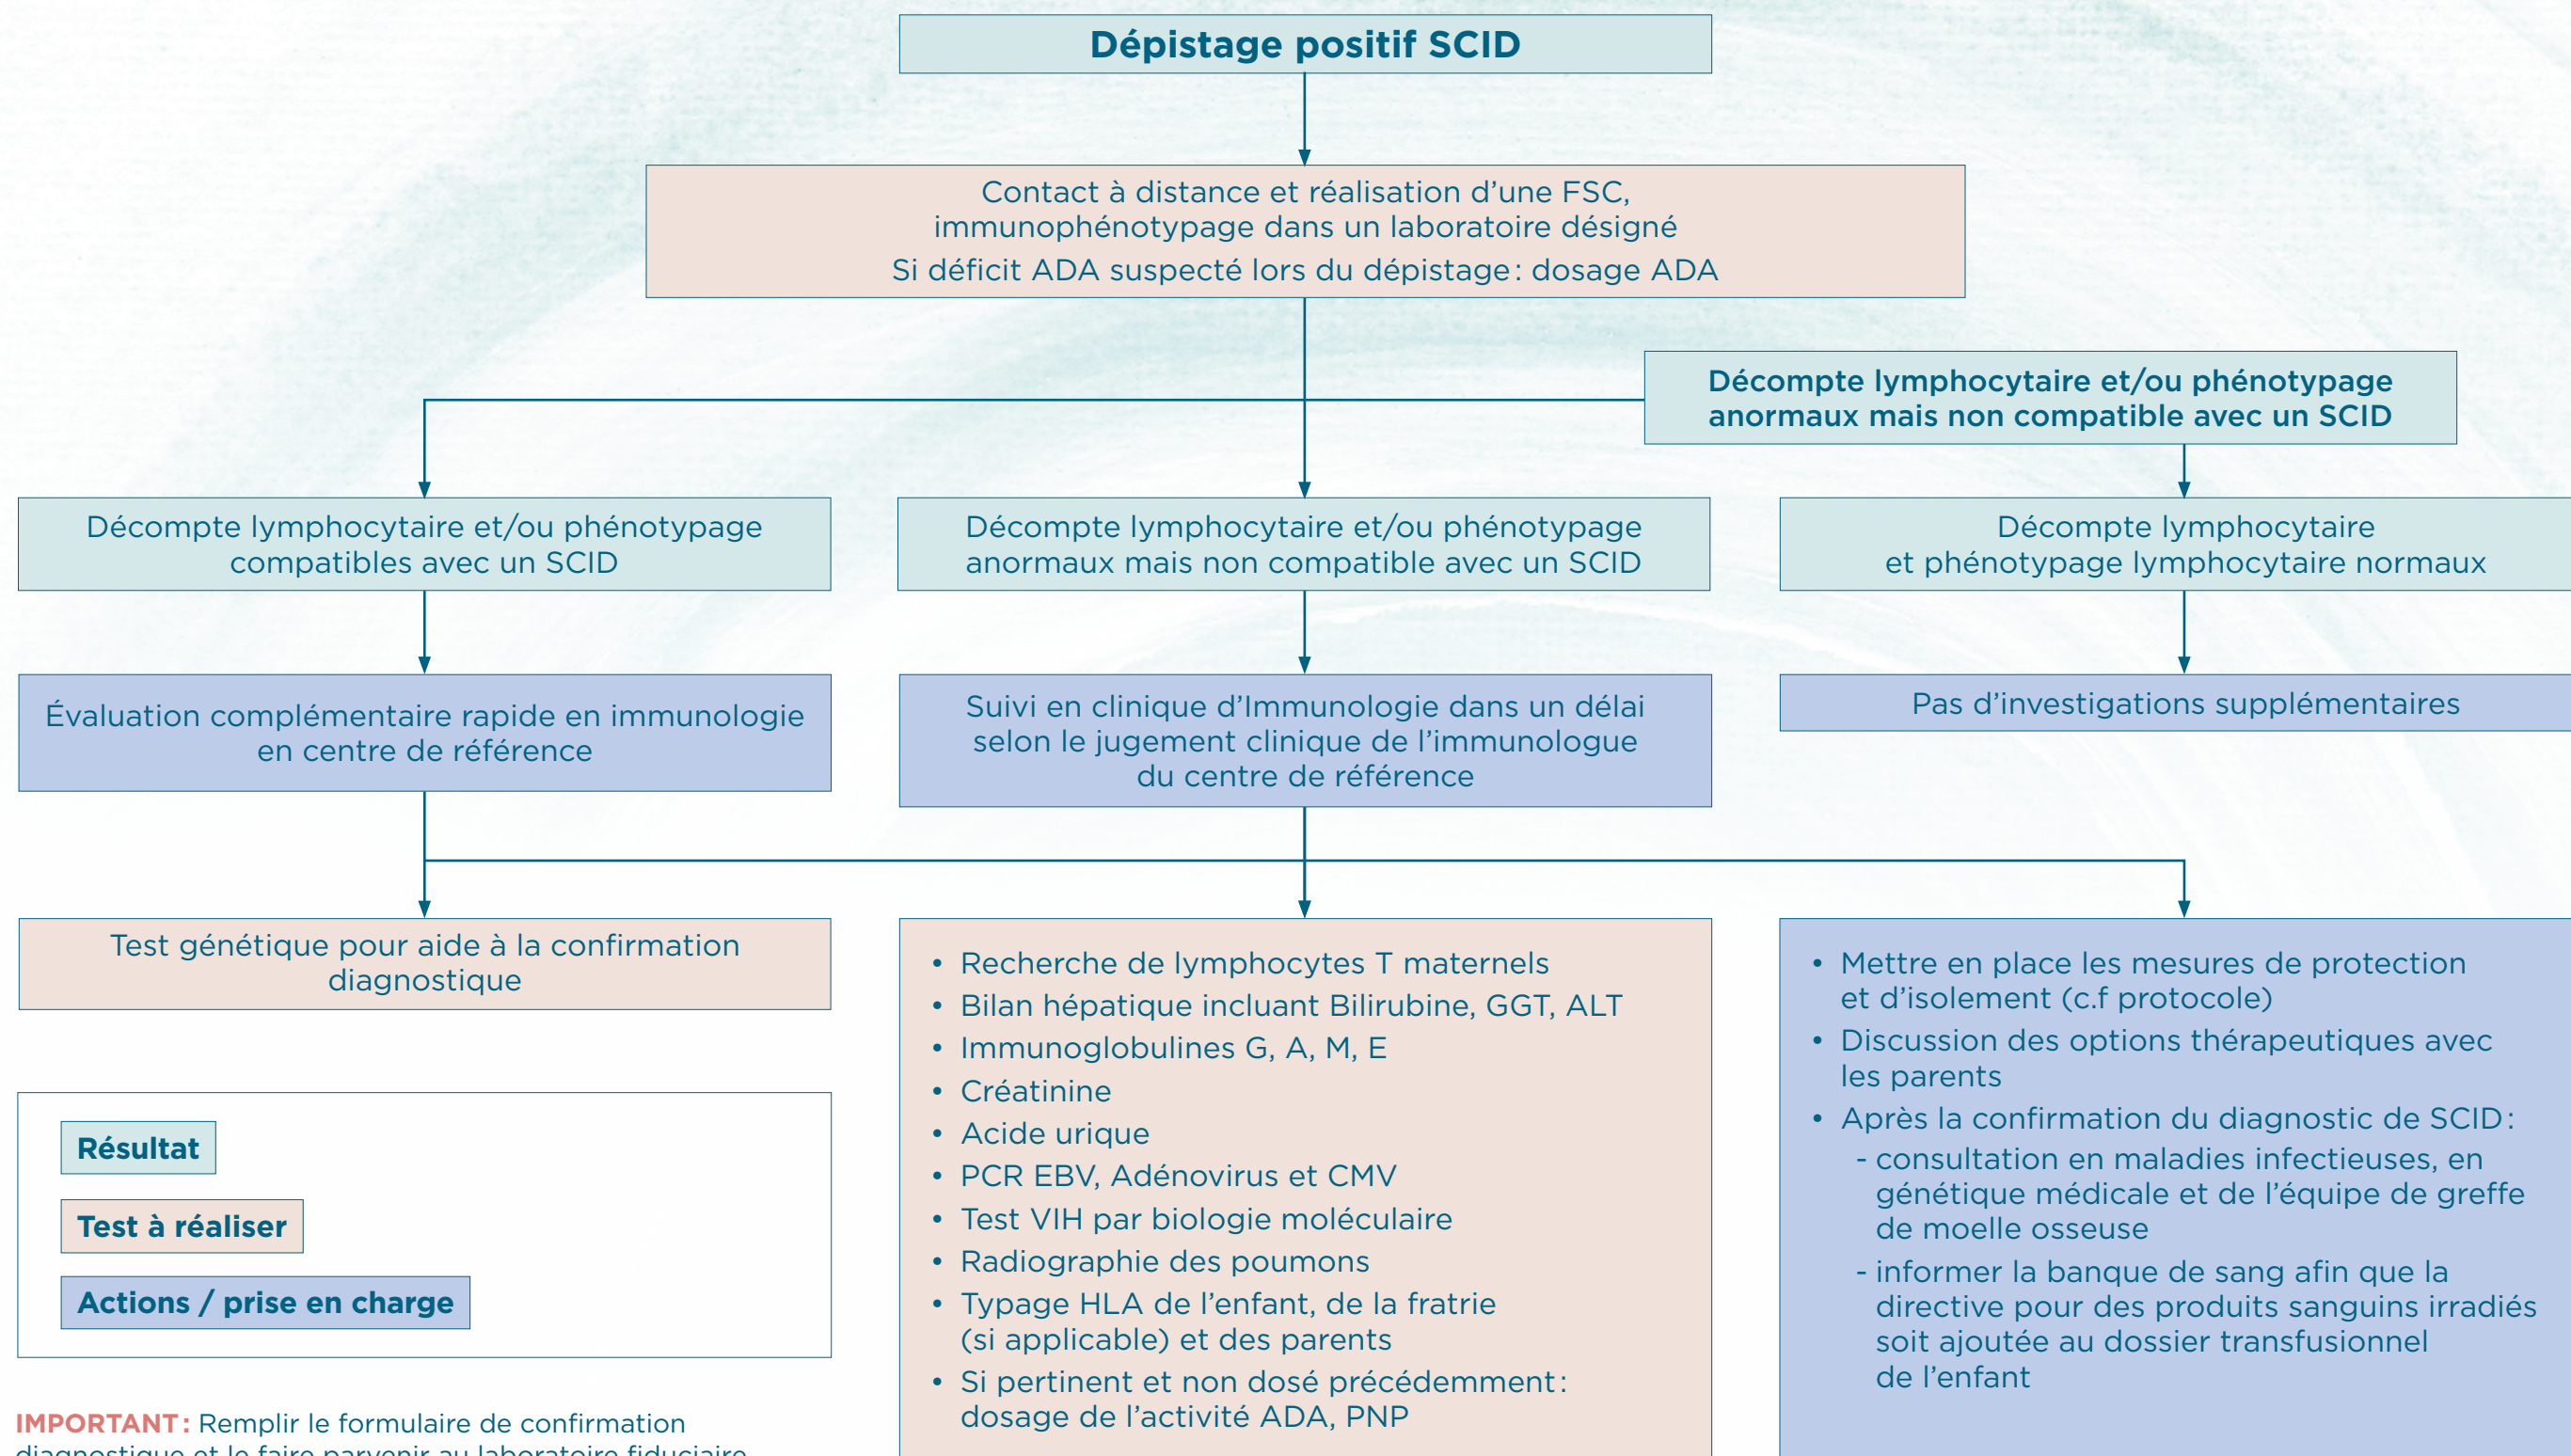 Dépistage positif SCID
Contact à distance et réalisation d'une FSC,
immunophénotypage dans un laboratoire désigné
Si déficit ADA suspecté lors du dépistage : dosage ADA
Décompte lymphocytaire et/ou phénotypage
anormaux mais non compatible avec un SCID
Décompte lymphocytaire et/ou phénotypage
compatibles avec un SCID
Décompte lymphocytaire et/ou phénotypage
anormaux mais non compatible avec un SCID
Décompte lymphocytaire
et phénotypage lymphocytaire normaux
Évaluation complémentaire rapide en immunologie
en centre de référence
Suivi en clinique d'Immunologie dans un délai
selon le jugement clinique de l'immunologue
du centre de référence
Pas d'investigations supplémentaires
Test génétique pour aide à la confirmation
diagnostique
Résultat
Test à réaliser
Actions / prise en charge
IMPORTANT : Remplir le formulaire de confirmation
diagnostique et le faire parvenir au laboratoire fiduciaire
• Recherche de lymphocytes T maternels
• Bilan hépatique incluant Bilirubine, GGT, ALT
• Immunoglobulines G, A, M, E
• Créatinine
• Acide urique
• PCR EBV, Adénovirus et CMV
• Test VIH par biologie moléculaire
• Radiographie des poumons
• Typage HLA de l'enfant, de la fratrie
(si applicable) et des parents
• Si pertinent et non dosé précédemment :
dosage de l'activité ADA, PNP
• Mettre en place les mesures de protection
et d'isolement (c.f protocole)
• Discussion des options thérapeutiques avec
les parents
• Après la confirmation du diagnostic de SCID :
- consultation en maladies infectieuses, en
génétique médicale et de l'équipe de greffe
de moelle osseuse
- informer la banque de sang afin que la
directive pour des produits sanguins irradiés
soit ajoutée au dossier transfusionnel
de l'enfant